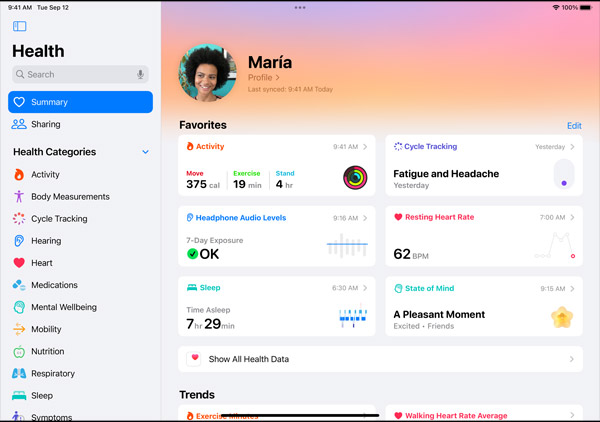 9:41 AM Tue Sep 12
100%
Health
Search
Summary
Sharing
Health Categories
Activity
Body Measurements
Cycle Tracking
Hearing
Heart
Medications
Mental Wellbeing
Mobility
Nutrition
Respiratory
Sleep
Symptoms
María
Profile
Last synced: 9:41 AM Today
Favorites Edit
Activity 9:41 AM
Move Exercise Stand
375 cal 19 min 4 hr
Cycle Tracking Yesterday
Fatigue and Headache
Yesterday
Headphone Audio Levels 9:16 AM
7-Day Exposure
OK
Resting Heart Rate 7:00 AM
62 BPM
Sleep 6:30 AM
Time Asleep
7 hr 29 min
State of Mind 9:15 AM
A Pleasant Moment
Excited • Friends
Show All Health Data
Trends
Exercise Minutes
Walking Heart Rate Average